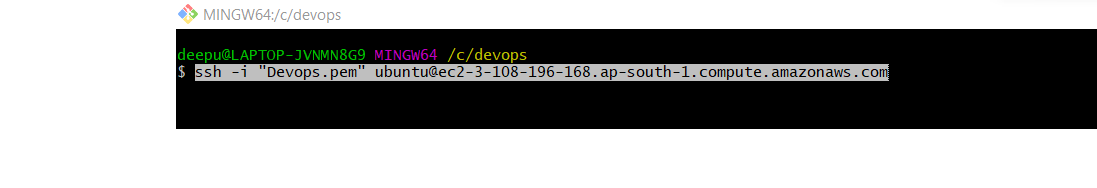 MINGW64:/c/devops
deepu@LAPTOP-JVNMN8G9 MINGW64 /c/devops
$ ssh -i "Devops.pem" ubuntu@ec2-3-108-196-168.ap-south-1.compute.amazonaws.com